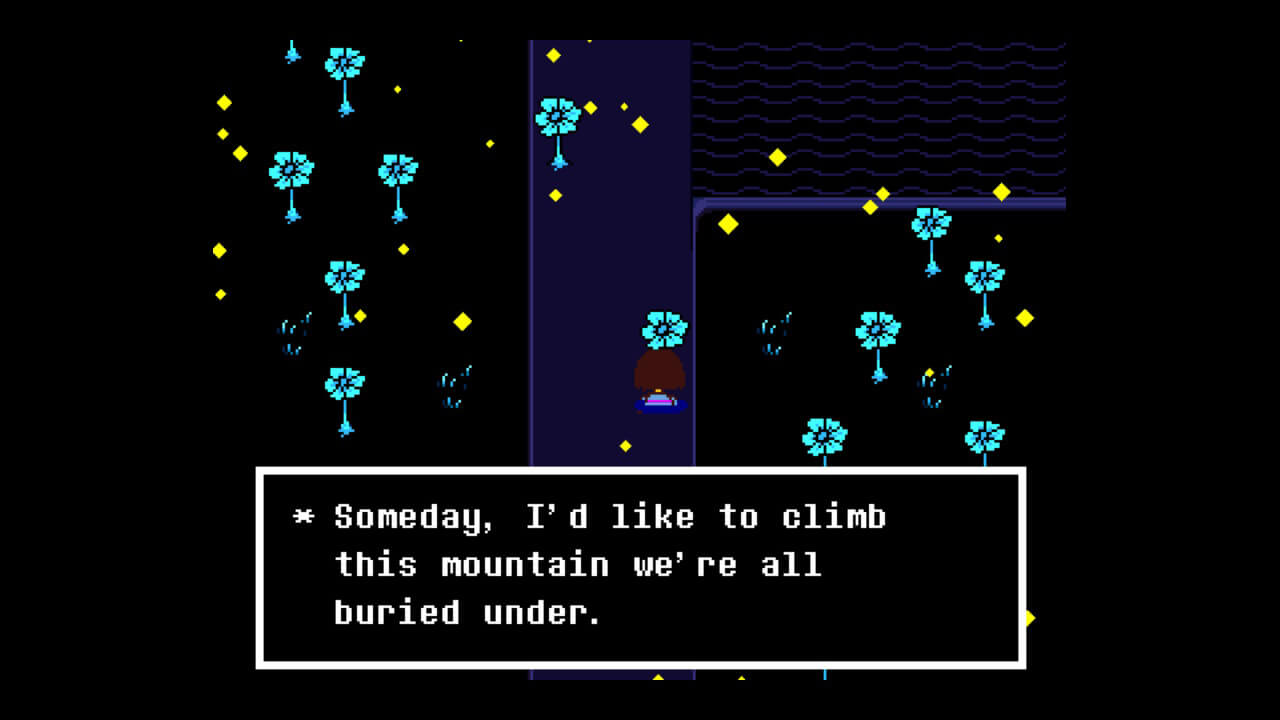 * Someday, I'd like to climb
this mountain we're all
buried under.